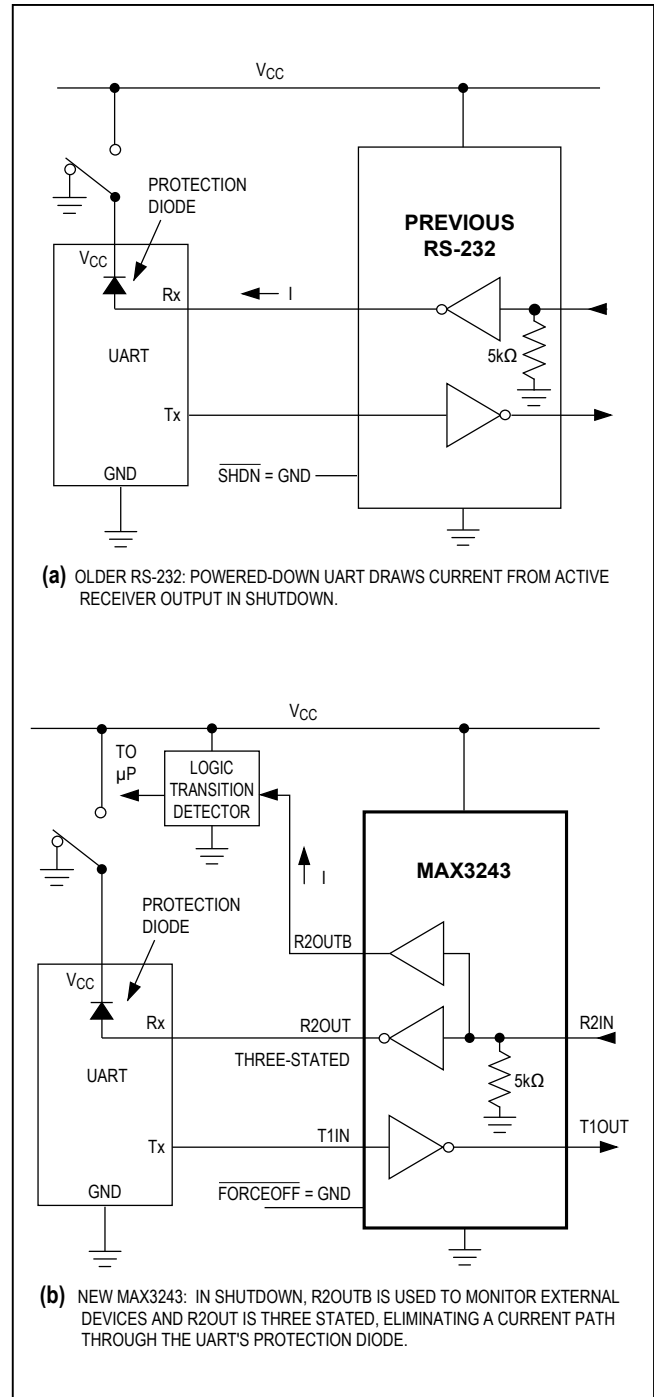 VCC
PROTECTION
DIODE
VCC
Rx
I
UART
Tx
GND
PREVIOUS
RS-232
5kΩ
SHDN = GND
(a) OLDER RS-232: POWERED-DOWN UART DRAWS CURRENT FROM ACTIVE
RECEIVER OUTPUT IN SHUTDOWN.
VCC
TO
µP
LOGIC
TRANSITION
DETECTOR
I
MAX3243
PROTECTION
DIODE
R2OUTB
VCC
Rx
R2OUT
R2IN
THREE-STATED
UART
5kΩ
Tx
T1IN
T1OUT
GND
FORCEOFF = GND
(b) NEW MAX3243: IN SHUTDOWN, R2OUTB IS USED TO MONITOR EXTERNAL
DEVICES AND R2OUT IS THREE STATED, ELIMINATING A CURRENT PATH
THROUGH THE UART'S PROTECTION DIODE.